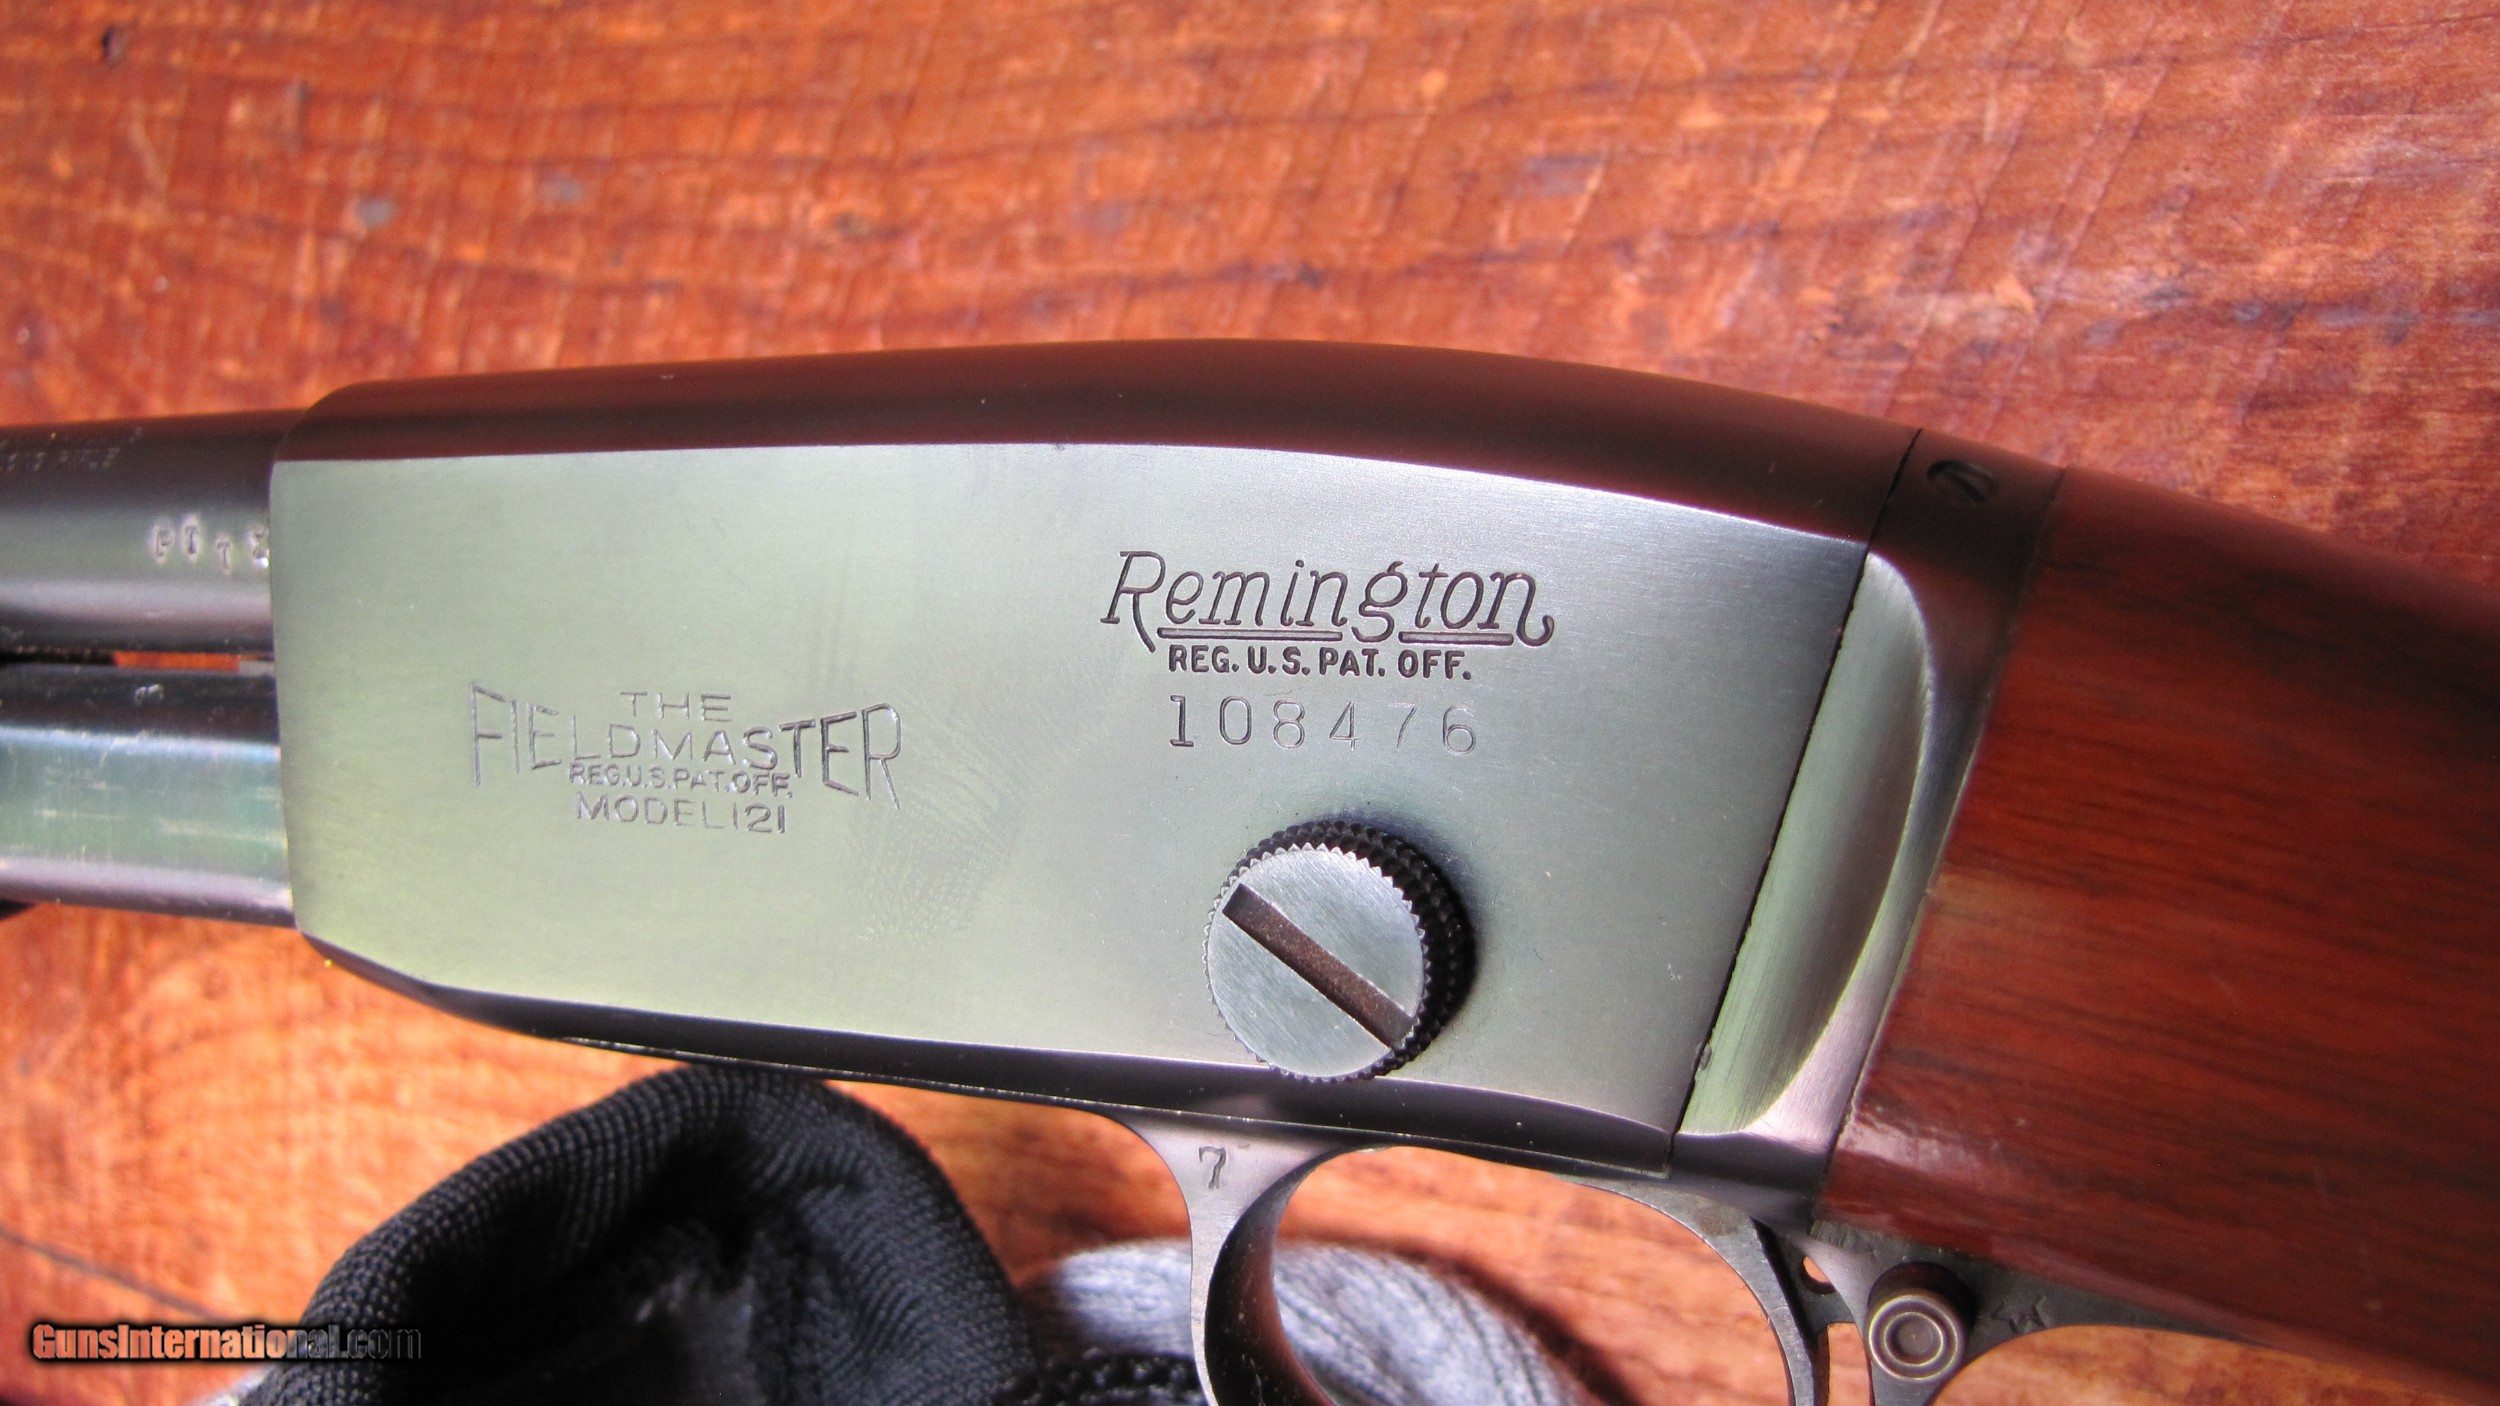 Remington
REG. U.S. PAT. OFF.
108476
THE
FIELDMASTER
REG.U.S.PAT.OFF.
MODEL 121
7
GunsInternational.com